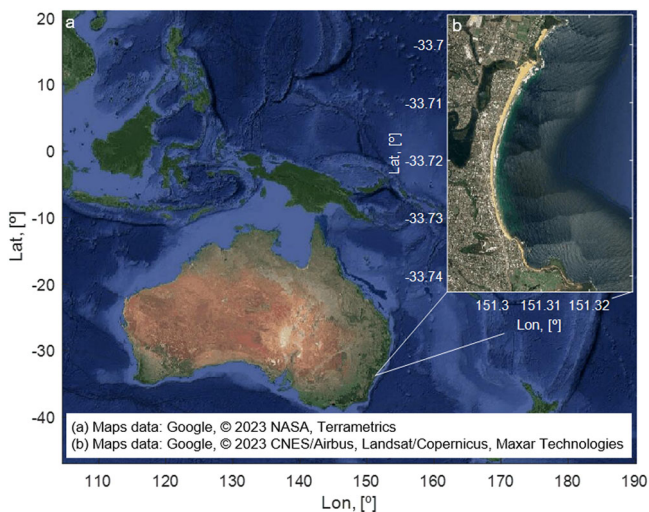 a
b
20
10
0
-10
-20
-30
-40
Lat, [º]
-33.7
-33.71
-33.72
-33.73
-33.74
Lat, [º]
151.3 151.31 151.32
Lon, [º]
(a) Maps data: Google, © 2023 NASA, Terrametrics
(b) Maps data: Google, © 2023 CNES/Airbus, Landsat/Copernicus, Maxar Technologies
110 120 130 140 150 160 170 180 190
Lon, [º]